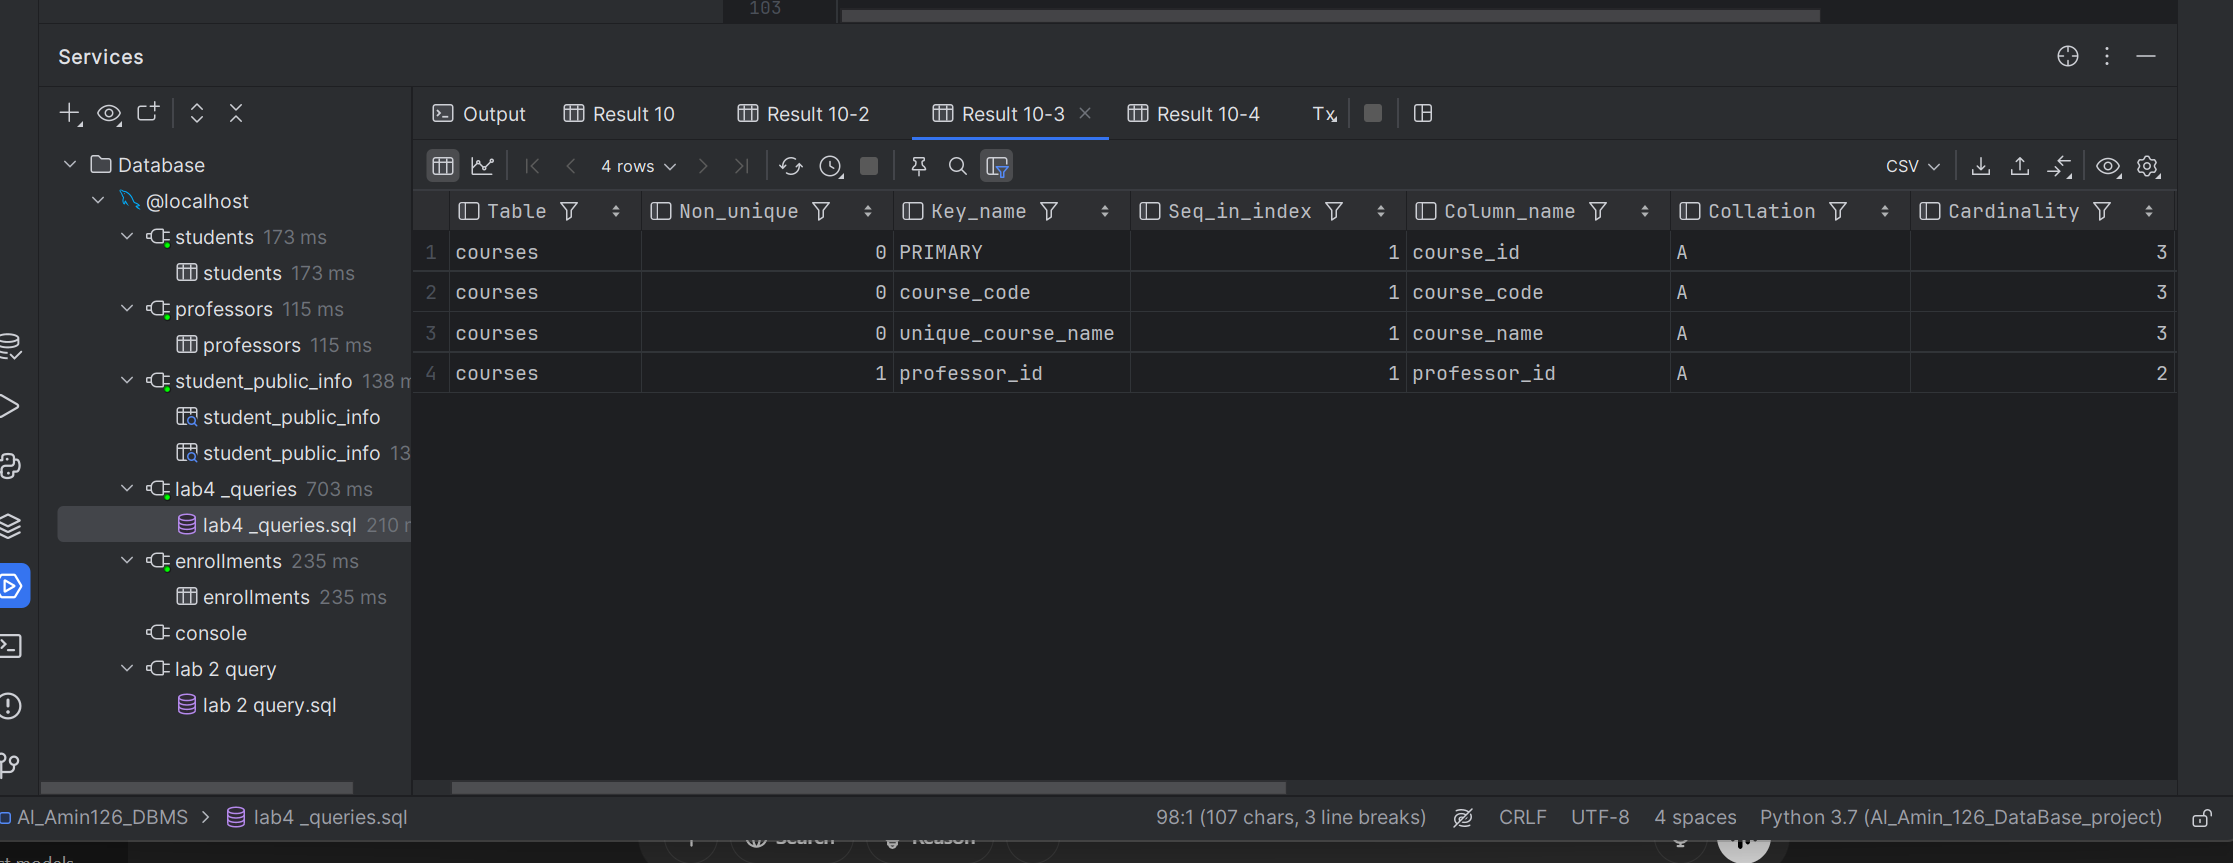 103
Services
Output Result 10 Result 10-2 Result 10-3 Result 10-4 Tx
4 rows CSV
Database
@localhost
students 173 ms
students 173 ms
professors 115 ms
professors 115 ms
student_public_info 138 m
student_public_info
student_public_info 13
lab4 _queries 703 ms
lab4 _queries.sql 210 r
enrollments 235 ms
enrollments 235 ms
console
lab 2 query
lab 2 query.sql
Table Non_unique Key_name Seq_in_index Column_name Collation Cardinality
1 courses 0 PRIMARY 1 course_id A 3
2 courses 0 course_code 1 course_code A 3
3 courses 0 unique_course_name 1 course_name A 3
4 courses 1 professor_id 1 professor_id A 2
Al_Amin126_DBMS > lab4 _queries.sql 98:1 (107 chars, 3 line breaks) CRLF UTF-8 4 spaces Python 3.7 (Al_Amin_126_DataBase_project)
Search Reason
models